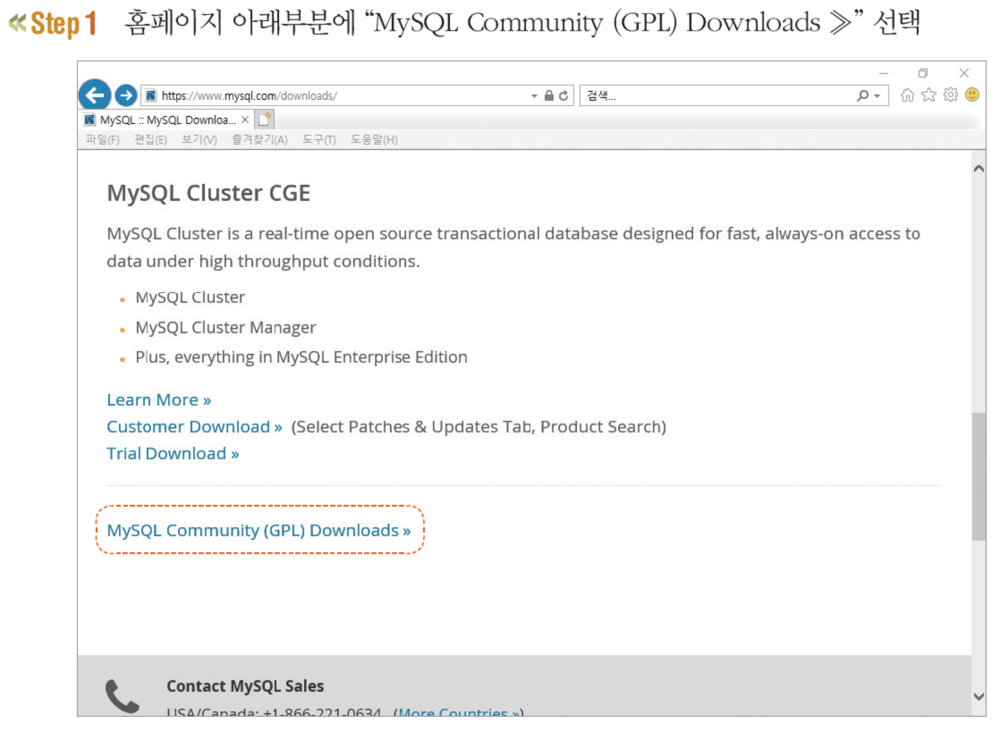 ≪Step 1 홈페이지 아래부분에 “MySQL Community (GPL) Downloads ≫” 선택
https://www.mysql.com/downloads/ 검색...
MySQL :: MySQL Downloa...
파일(F) 편집(E) 보기(V) 즐겨찾기(A) 도구(T) 도움말(H)
MySQL Cluster CGE
MySQL Cluster is a real-time open source transactional database designed for fast, always-on access to
data under high throughput conditions.
• MySQL Cluster
• MySQL Cluster Manager
• Plus, everything in MySQL Enterprise Edition
Learn More »
Customer Download » (Select Patches & Updates Tab, Product Search)
Trial Download »
MySQL Community (GPL) Downloads »
Contact MySQL Sales
USA/Canada: +1-866-221-0634 (More Countries »)